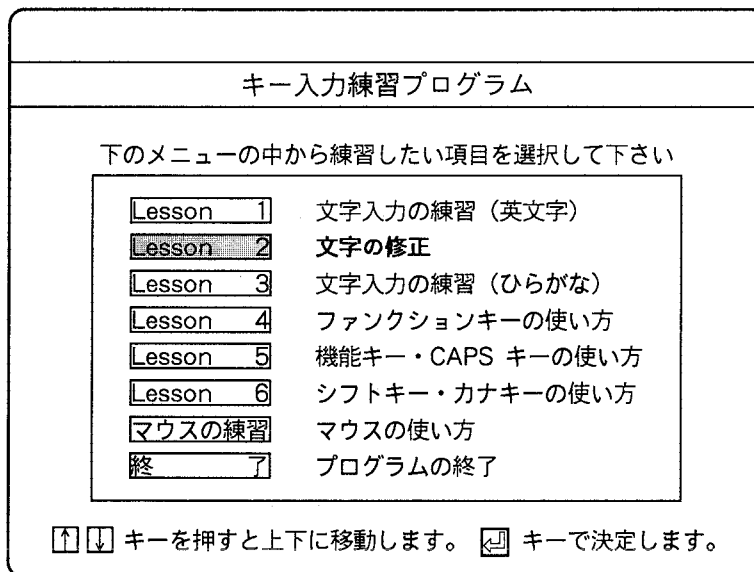 キー入力練習プログラム
下のメニューの中から練習したい項目を選択して下さい
Lesson 1 文字入力の練習（英文字）
Lesson 2 文字の修正
Lesson 3 文字入力の練習（ひらがな）
Lesson 4 ファンクションキーの使い方
Lesson 5 機能キー・CAPS キーの使い方
Lesson 6 シフトキー・カナキーの使い方
マウスの練習 マウスの使い方
終 了 プログラムの終了
↑ ↓ キーを押すと上下に移動します。 ↵ キーで決定します。